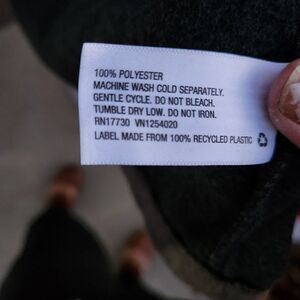 100% POLYESTER
MACHINE WASH COLD SEPARATELY.
GENTLE CYCLE. DO NOT BLEACH.
TUMBLE DRY LOW. DO NOT IRON.
RN17730 VN1254020
LABEL MADE FROM 100% RECYCLED PLASTIC